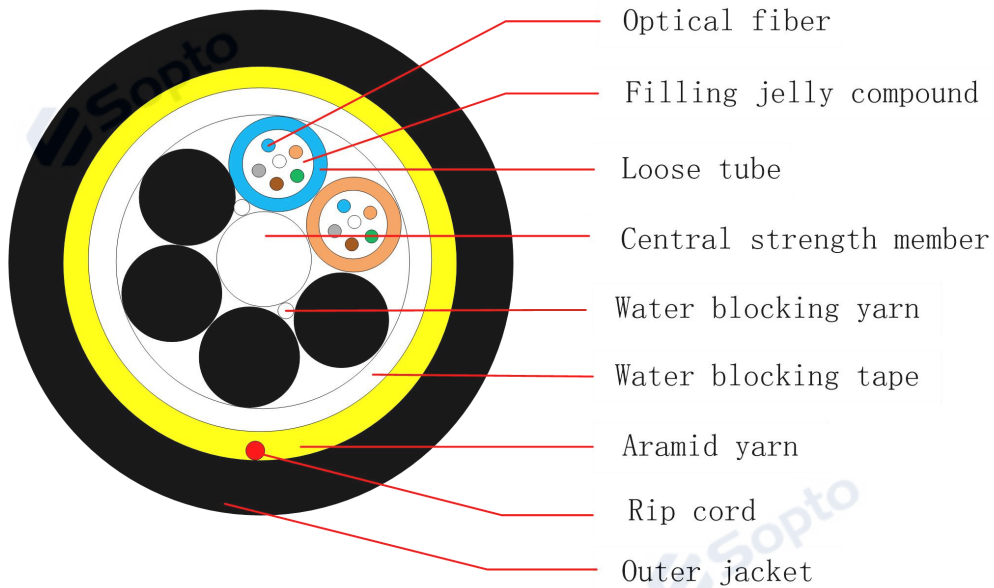 Sopto
Optical fiber
Filling jelly compound
Loose tube
Central strength member
Water blocking yarn
Water blocking tape
Aramid yarn
Rip cord
Sopto
Outer jacket